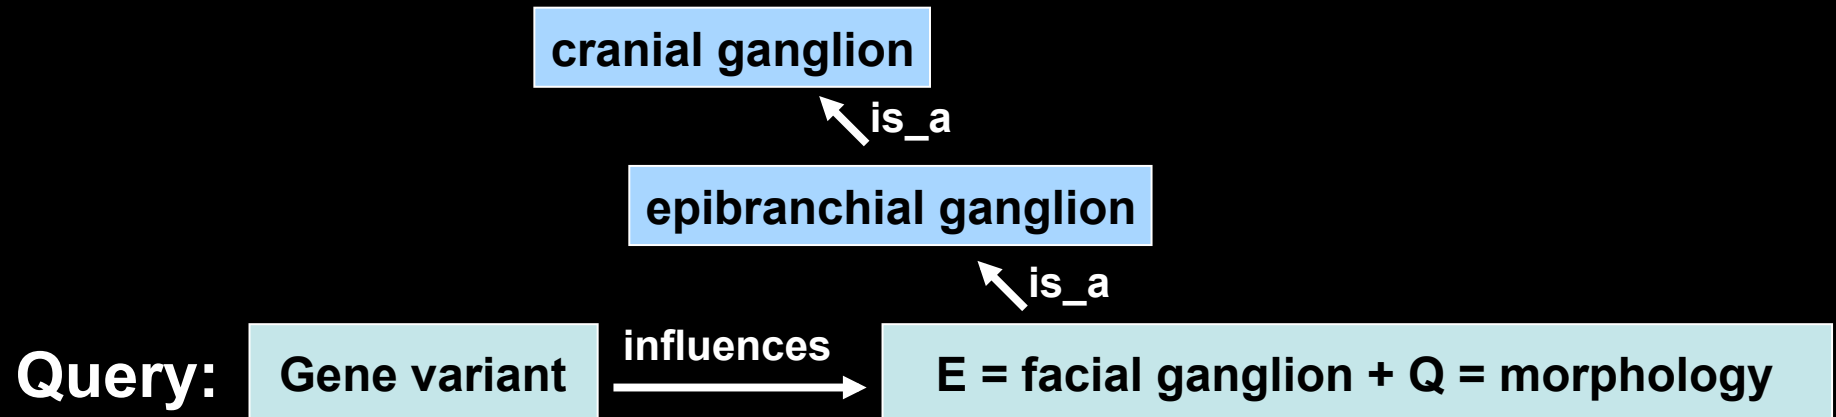 cranial ganglion
is_a
epibranchial ganglion
is_a
Query: Gene variant influences E = facial ganglion + Q = morphology